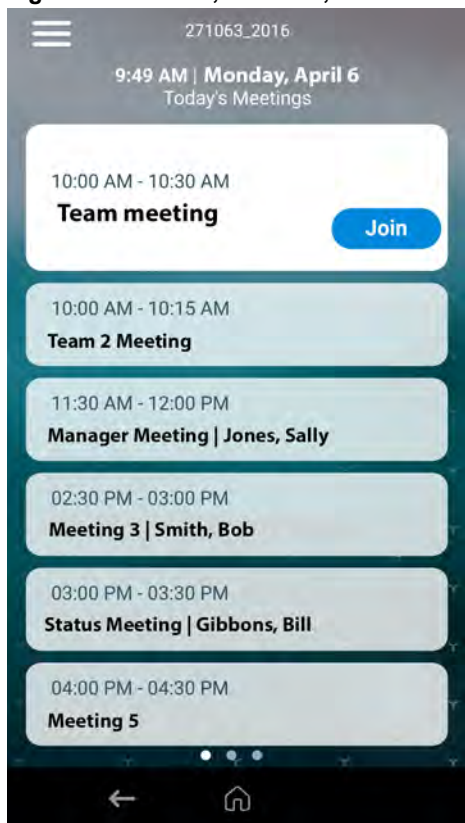 271063_2016
9:49 AM | Monday, April 6
Today's Meetings
10:00 AM - 10:30 AM
Team meeting
Join
10:00 AM - 10:15 AM
Team 2 Meeting
11:30 AM - 12:00 PM
Manager Meeting | Jones, Sally
02:30 PM - 03:00 PM
Meeting 3 | Smith, Bob
03:00 PM - 03:30 PM
Status Meeting | Gibbons, Bill
04:00 PM - 04:30 PM
Meeting 5